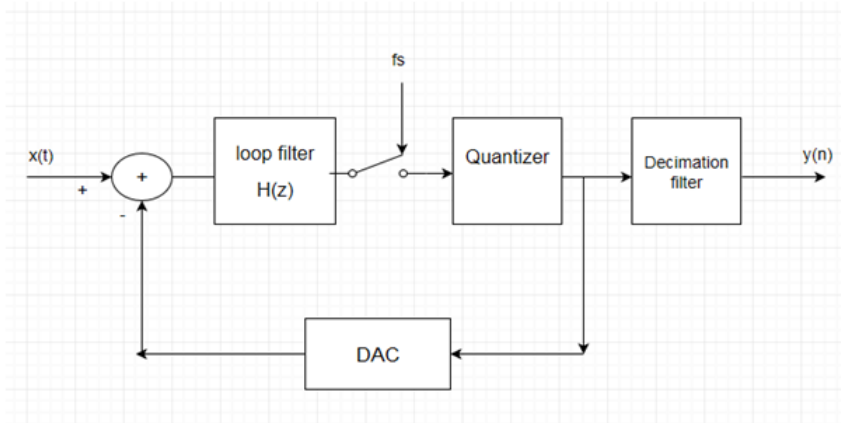 fs
x(t)
+
+
-
loop filter
H(z)
Quantizer
Decimation
filter
y(n)
DAC